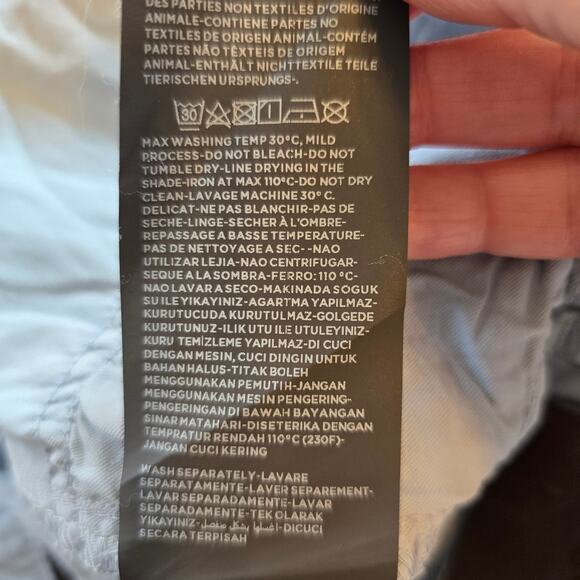 DES PARTIES NON TEXTILES D'ORIGINE
ANIMALE-CONTIENE PARTES NO
TEXTILES DE ORIGEN ANIMAL-CONTÉM
PARTES NÃO TÊXTEIS DE ORIGEM
ANIMAL-ENTHÄLT NICHTTEXTILE TEILE
TIERISCHEN URSPRUNGS-
30
MAX WASHING TEMP 30°C, MILD
PROCESS-DO NOT BLEACH-DO NOT
TUMBLE DRY-LINE DRYING IN THE
SHADE-IRON AT MAX 110°C-DO NOT DRY
CLEAN-LAVAGE MACHINE 30° C.
DELICAT-NE PAS BLANCHIR-PAS DE
SECHE-LINGE-SECHER À L'OMBRE-
REPASSAGE A BASSE TEMPERATURE-
PAS DE NETTOYAGE A SEC--NAO
UTILIZAR LEJIA-NAO CENTRIFUGAR-
SEQUE A LA SOMBRA-FERRO: 110 °C-
NAO LAVAR A SECO-MAKINADA SOGUK
SU ILE YIKAYINIZ-AGARTMA YAPILMAZ-
KURUTUCUDA KURUTULMAZ-GOLGEDE
KURUTUNUZ-ILIK UTU ILE UTULEYINIZ-
KURU TEMİZLEME YAPILMAZ-DI CUCI
DENGAN MESIN, CUCI DINGIN UNTUK
BAHAN HALUS-TITAK BOLEH
MENGGUNAKAN PEMUTIH-JANGAN
MENGGUNAKAN MESIN PENGERING-
PENGERINGAN DI BAWAH BAYANGAN
SINAR MATAHARI-DISETERIKA DENGAN
TEMPRATUR RENDAH 110°C (230F)-
JANGAN CUCI KERING
WASH SEPARATELY-LAVARE
SEPARATAMENTE-LAVER SEPAREMENT-
LAVAR SEPARADAMENTE-LAVAR
SEPARADAMENTE-TEK OLARAK
YIKAYINIZ-اغسلها بشكل منفصل-DICUCI
SECARA TERPISAH